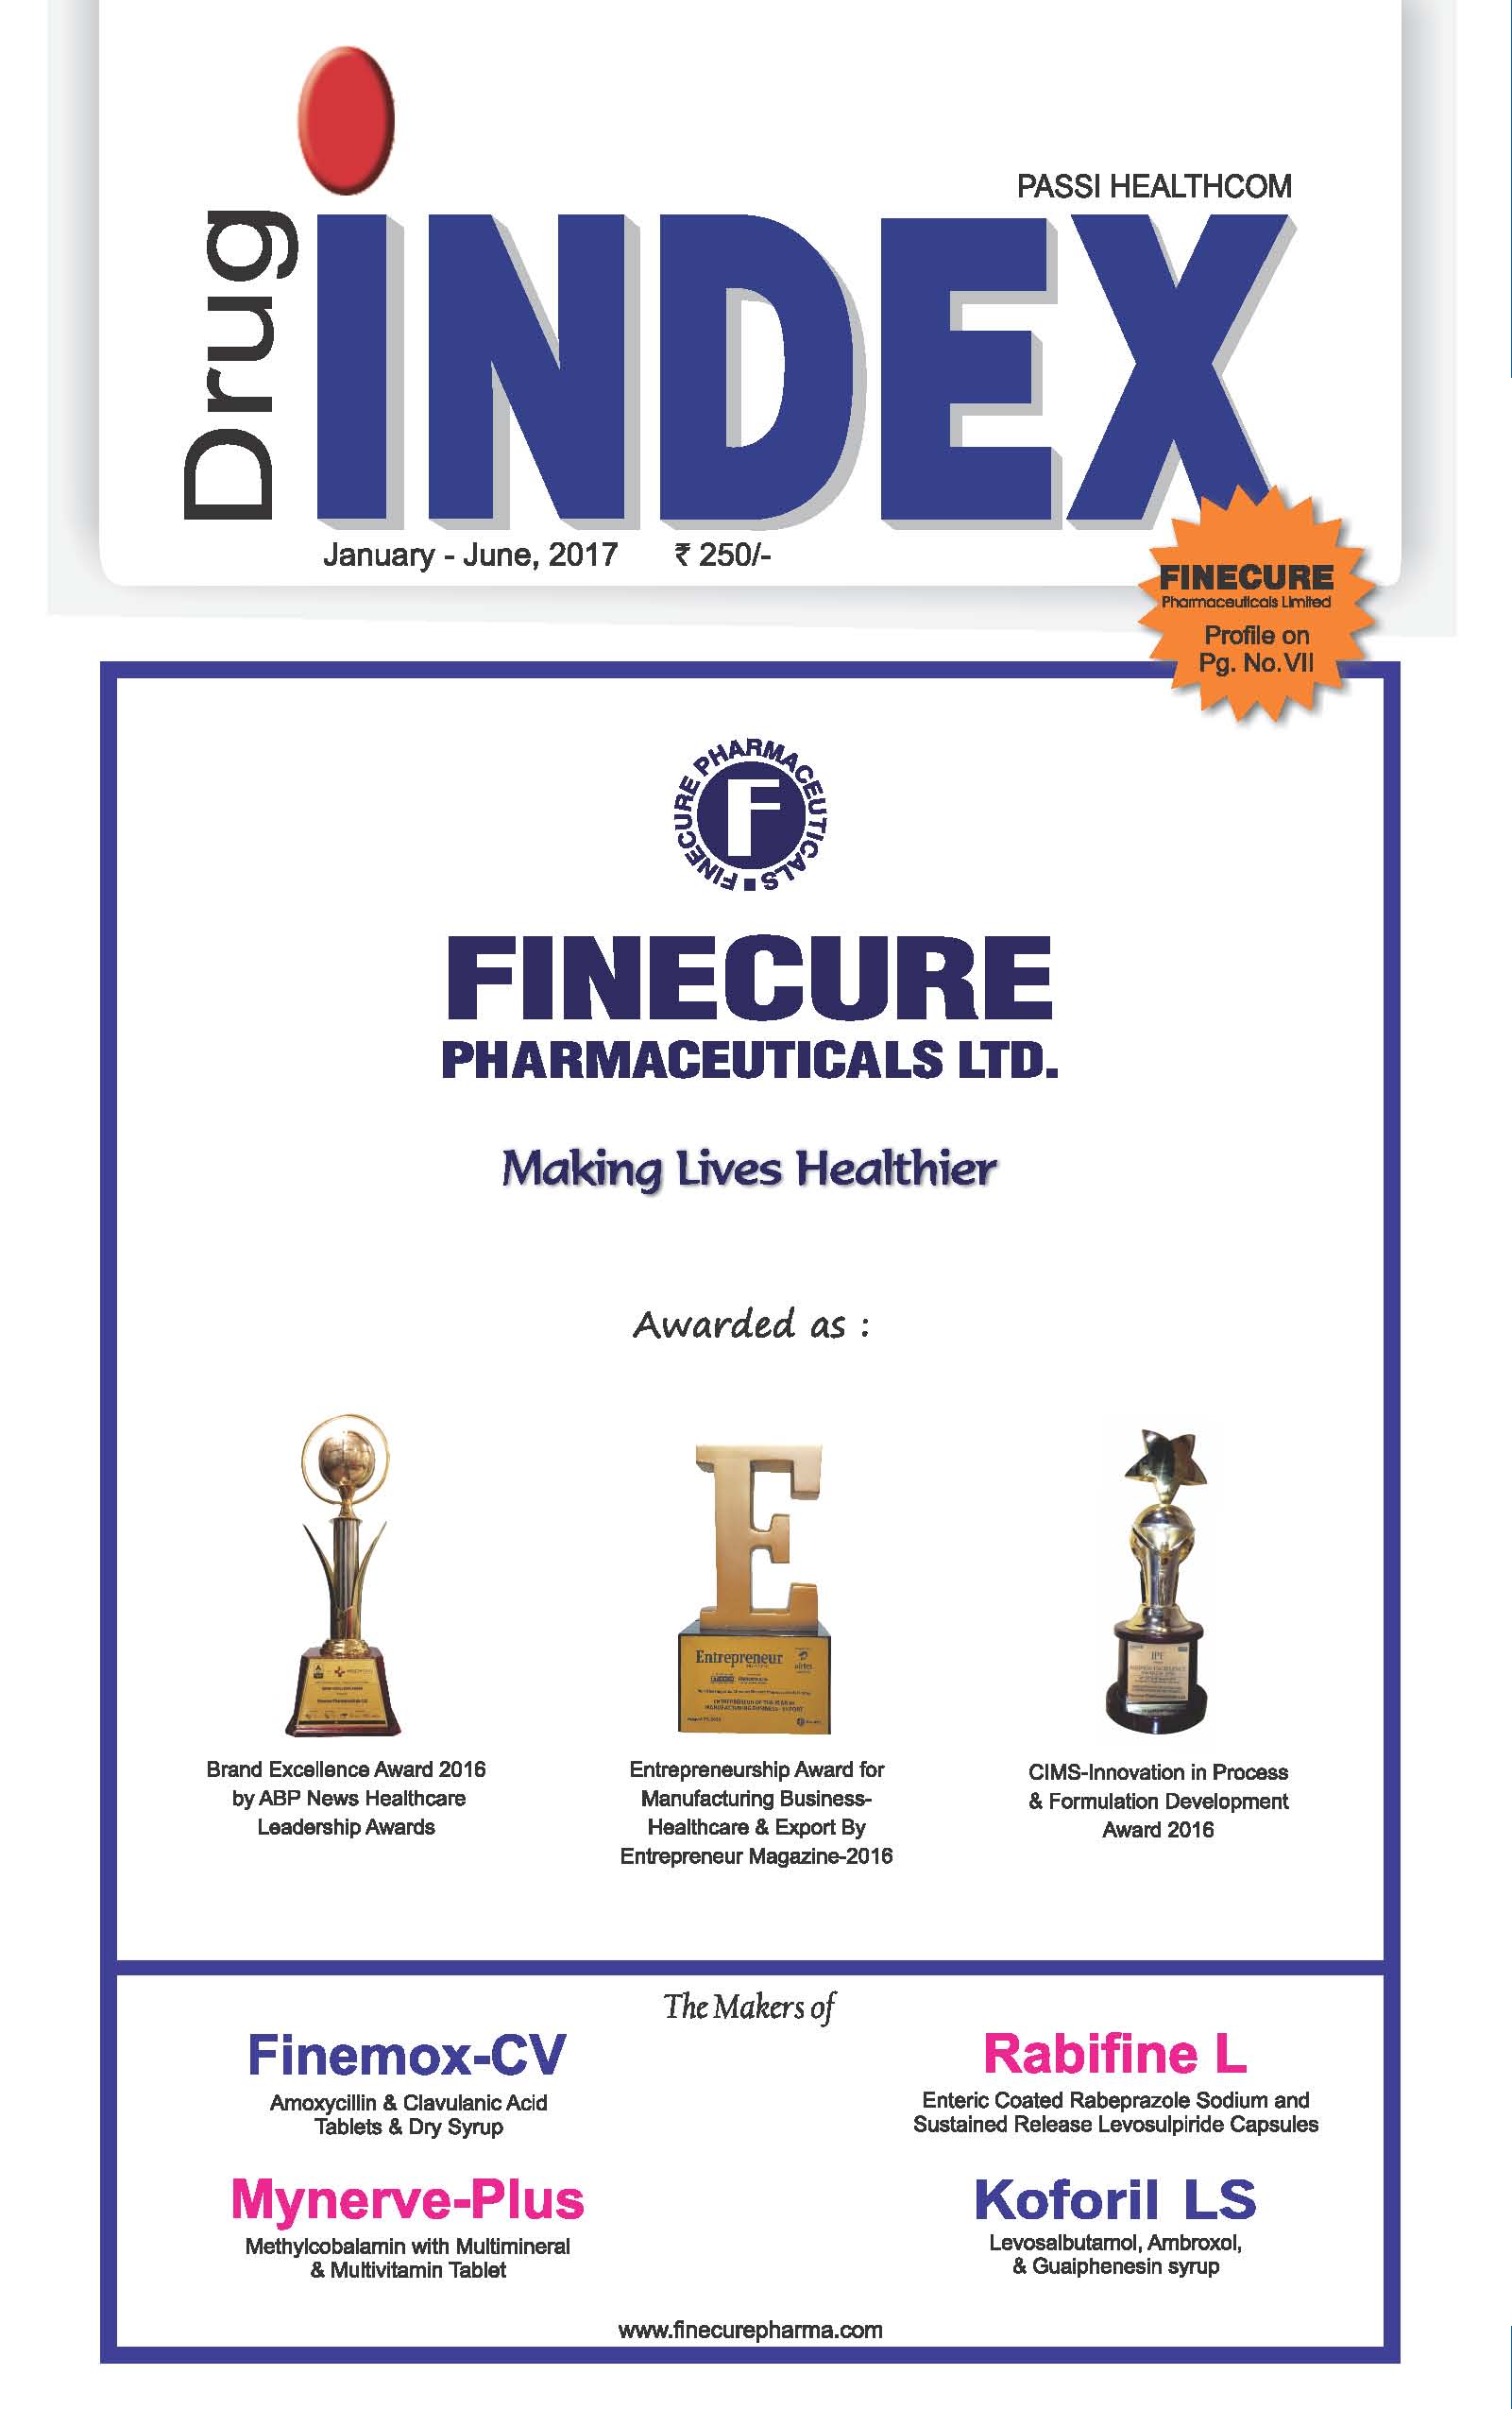 PASSI HEALTHCOM
Drug
INDEX
January - June, 2017 ₹ 250/-
FINECURE
Pharmaceuticals Limited
Profile on
Pg. No.VII
FINECURE PHARMACEUTICALS
F
FINECURE
PHARMACEUTICALS LTD.
Making Lives Healthier
Awarded as :
E
Entrepreneur
airtel
IPF
Brand Excellence Award 2016
by ABP News Healthcare
Leadership Awards
Entrepreneurship Award for
Manufacturing Business-
Healthcare & Export By
Entrepreneur Magazine-2016
CIMS-Innovation in Process
& Formulation Development
Award 2016
The Makers of
Finemox-CV
Amoxycillin & Clavulanic Acid
Tablets & Dry Syrup
Rabifine L
Enteric Coated Rabeprazole Sodium and
Sustained Release Levosulpiride Capsules
Mynerve-Plus
Methylcobalamin with Multimineral
& Multivitamin Tablet
Koforil LS
Levosalbutamol, Ambroxol,
& Guaiphenesin syrup
www.finecurepharma.com